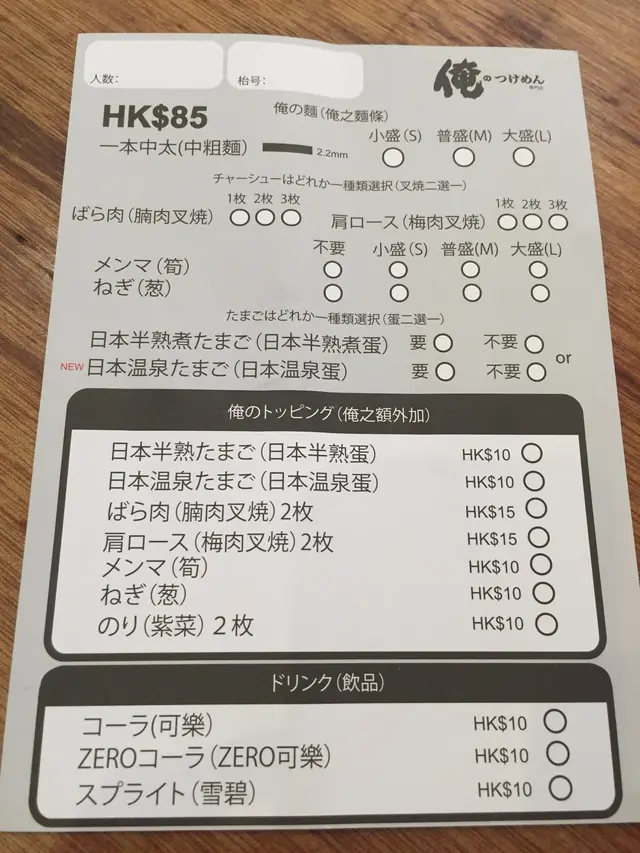 人数:
枱号:
俺のつけめん
専門店
HK$85
俺の麺(俺之麵條)
一本中太(中粗麵)
2.2mm
小盛(S) 普盛(M) 大盛(L)
チャーシューはどれか一種類選択(叉焼二選一)
ばら肉(腩肉叉焼) 1枚 2枚 3枚
肩ロース(梅肉叉焼) 1枚 2枚 3枚
不要 小盛(S) 普盛(M) 大盛(L)
メンマ(筍)
ねぎ(葱)
たまごはどれか一種類選択(蛋二選一)
日本半熟煮たまご(日本半熟煮蛋) 要 不要
or
NEW 日本温泉たまご(日本温泉蛋) 要 不要
俺のトッピング(俺之額外加)
日本半熟たまご(日本半熟蛋) HK$10
日本温泉たまご(日本温泉蛋) HK$10
ばら肉(腩肉叉焼)2枚 HK$15
肩ロース(梅肉叉焼)2枚 HK$15
メンマ(筍) HK$10
ねぎ(葱) HK$10
のり(紫菜) 2枚 HK$10
ドリンク(飲品)
コーラ(可樂) HK$10
ZEROコーラ(ZERO可樂) HK$10
スプライト(雪碧) HK$10